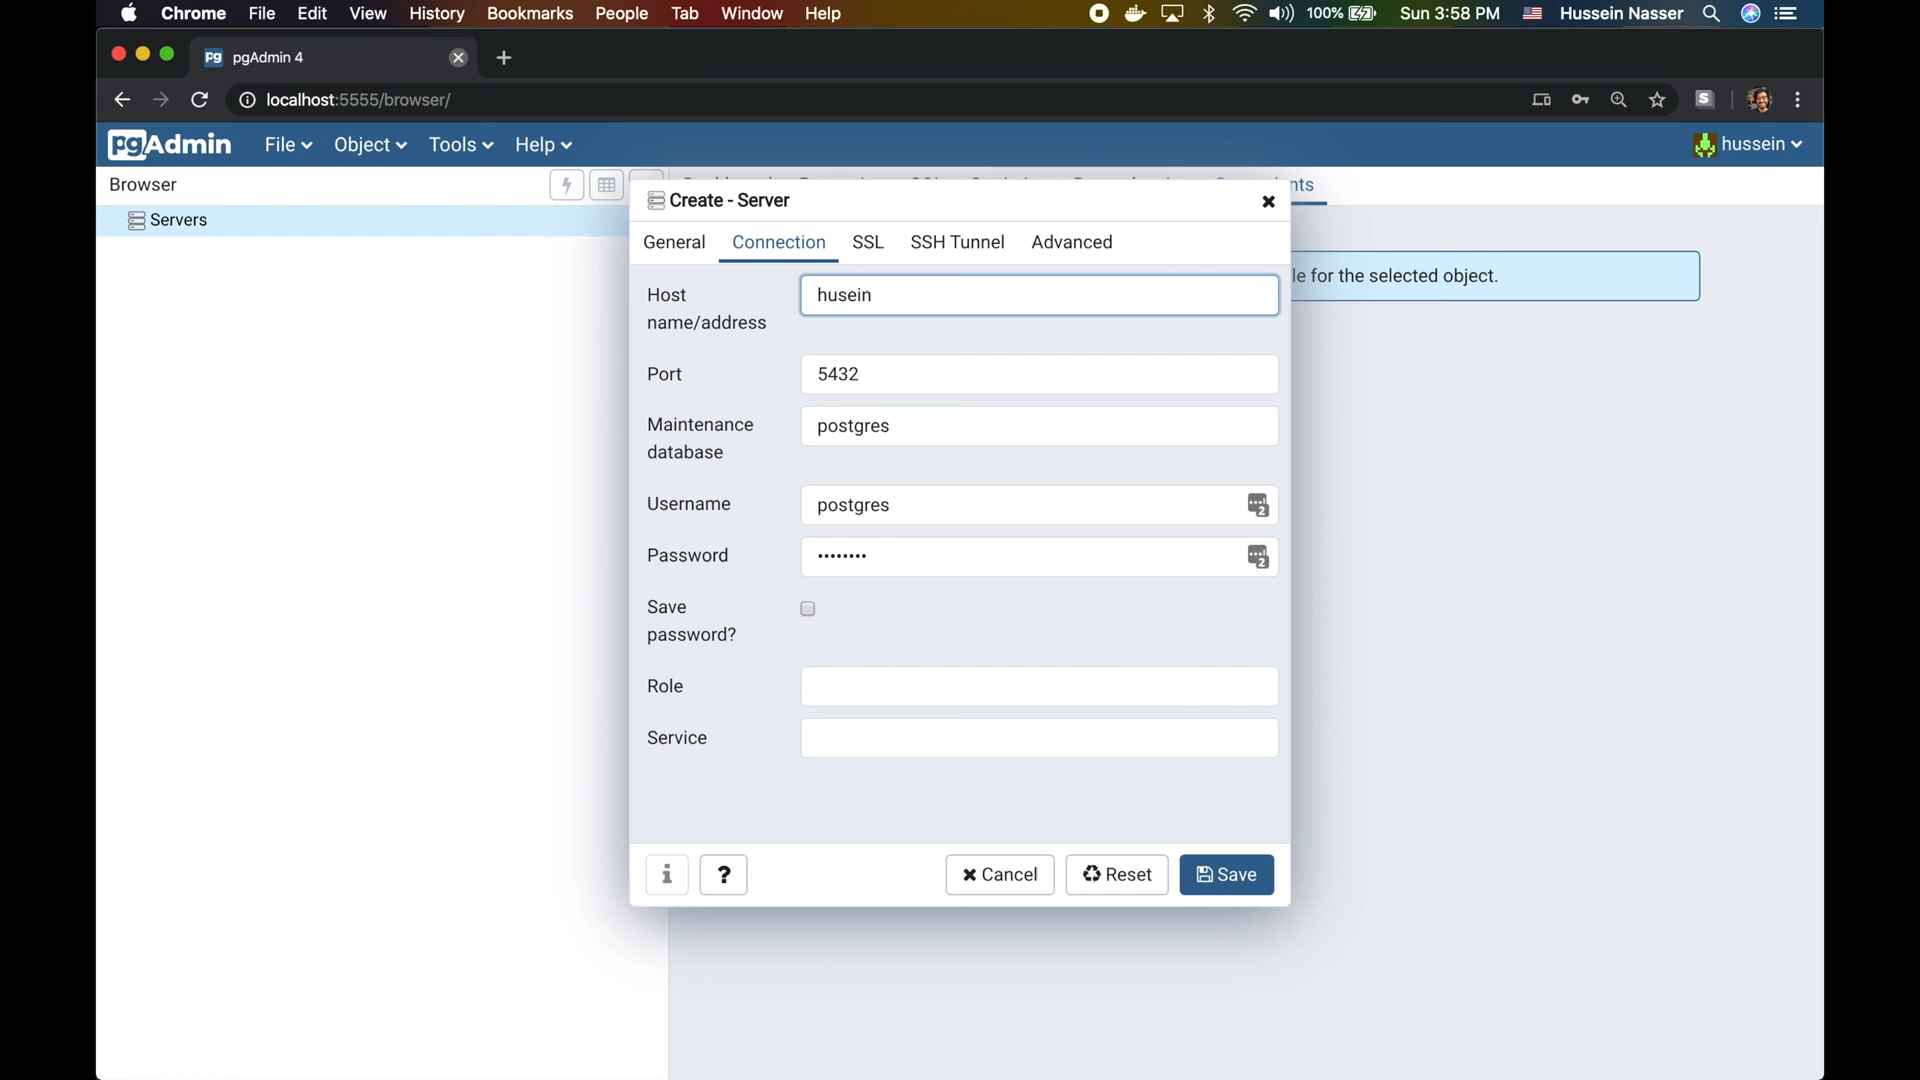 Chrome File Edit View History Bookmarks People Tab Window Help 100% Sun 3:58 PM Hussein Nasser
pgAdmin 4
localhost:5555/browser/
S
pgAdmin File Object Tools Help hussein
Browser
nts
Servers
Create - Server
General Connection SSL SSH Tunnel Advanced
le for the selected object.
Host
name/address
husein
Port 5432
Maintenance
database
postgres
Username postgres
Password ••••••••
Save
password?
Role
Service
i ? Cancel Reset Save